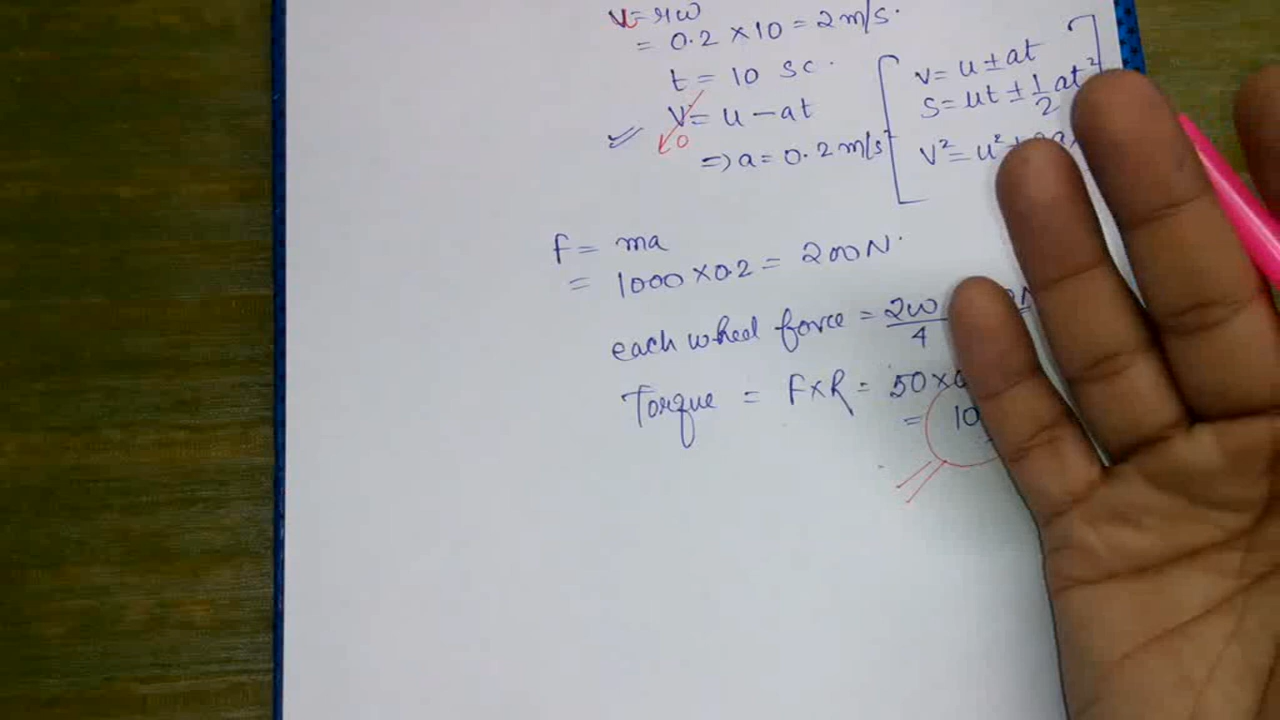 V=rω
= 0.2 × 10 = 2 m/s.
t = 10 sc.
V = u – at
0
=> a = 0.2 m/s
v = u ± at
S = ut ± 1/2 at²
V² = u²
f = ma
= 1000 × 0.2 = 200 N.
each wheel force = 200/4
Torque = F×R = 50×
= 10